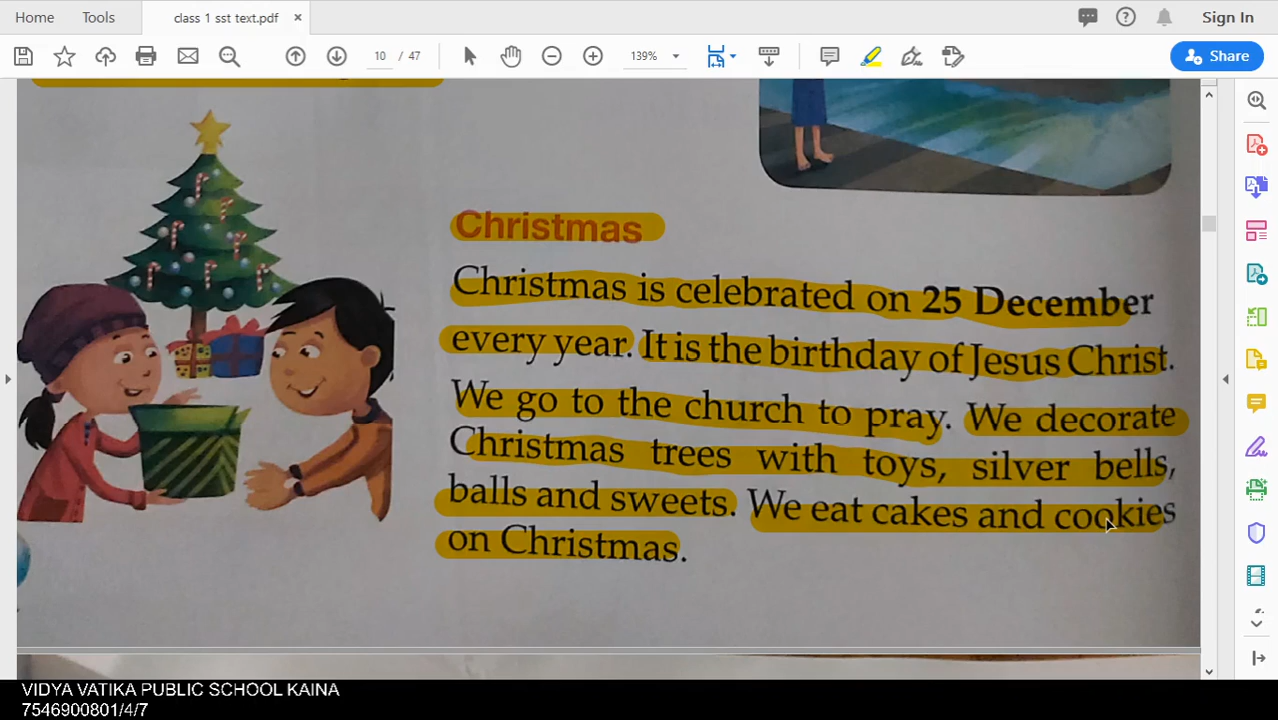 Home Tools class 1 sst text.pdf × Sign In
10 / 47 139% Share
Christmas
Christmas is celebrated on 25 December
every year. It is the birthday of Jesus Christ.
We go to the church to pray. We decorate
Christmas trees with toys, silver bells,
balls and sweets. We eat cakes and cookies
on Christmas.
VIDYA VATIKA PUBLIC SCHOOL KAINA
7546900801/4/7